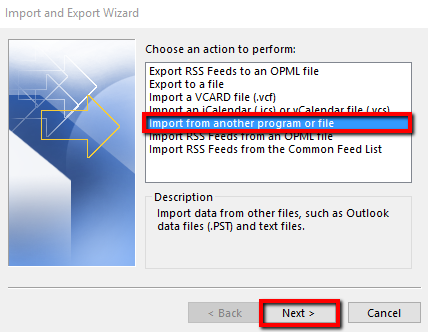 Import and Export Wizard
Choose an action to perform:
Export RSS Feeds to an OPML file
Export to a file
Import a VCARD file (.vcf)
Import an iCalendar (.ics) or vCalendar file (.vcs)
Import from another program or file
Import RSS Feeds from an OPML file
Import RSS Feeds from the Common Feed List
Description
Import data from other files, such as Outlook
data files (.PST) and text files.
< Back
Next >
Cancel